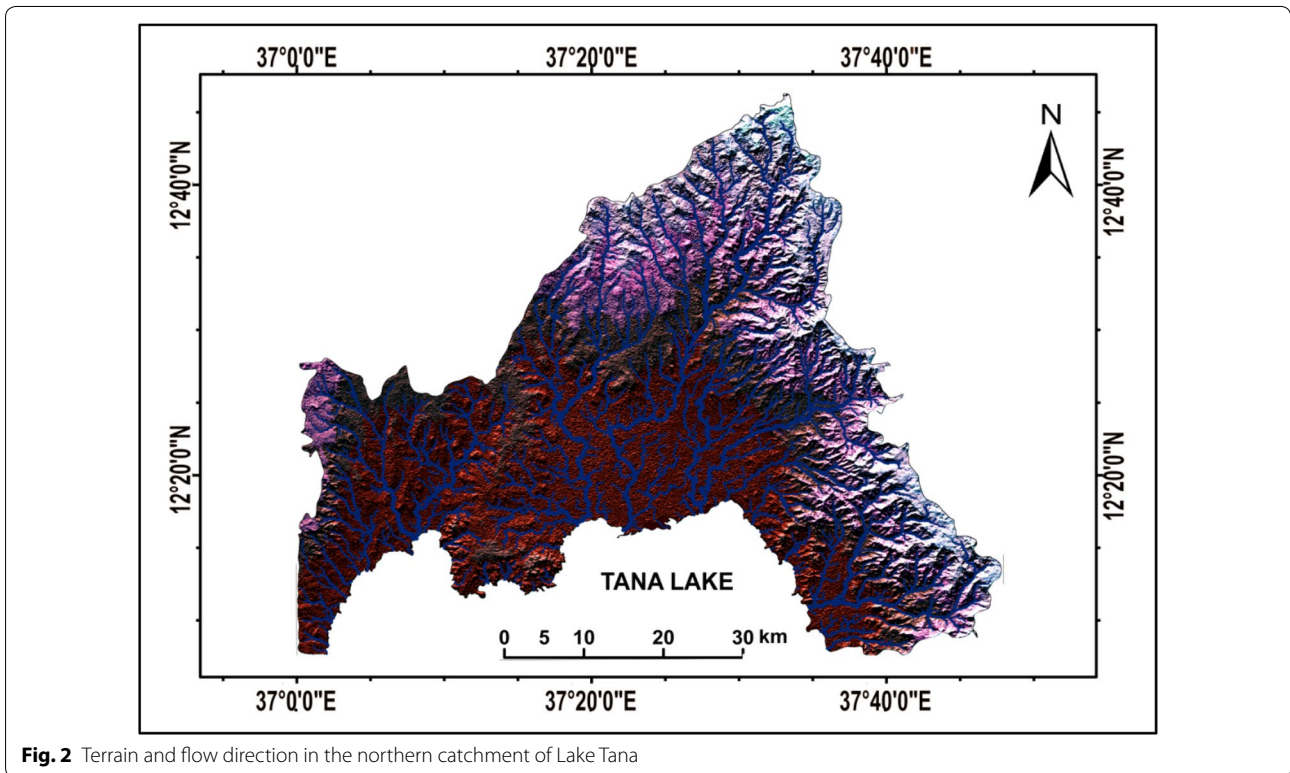 37°0'0"E 37°20'0"E 37°40'0"E
N
12°40'0"N 12°40'0"N
12°20'0"N 12°20'0"N
TANA LAKE
0 5 10 20 30 km
37°0'0"E 37°20'0"E 37°40'0"E
Fig. 2 Terrain and flow direction in the northern catchment of Lake Tana